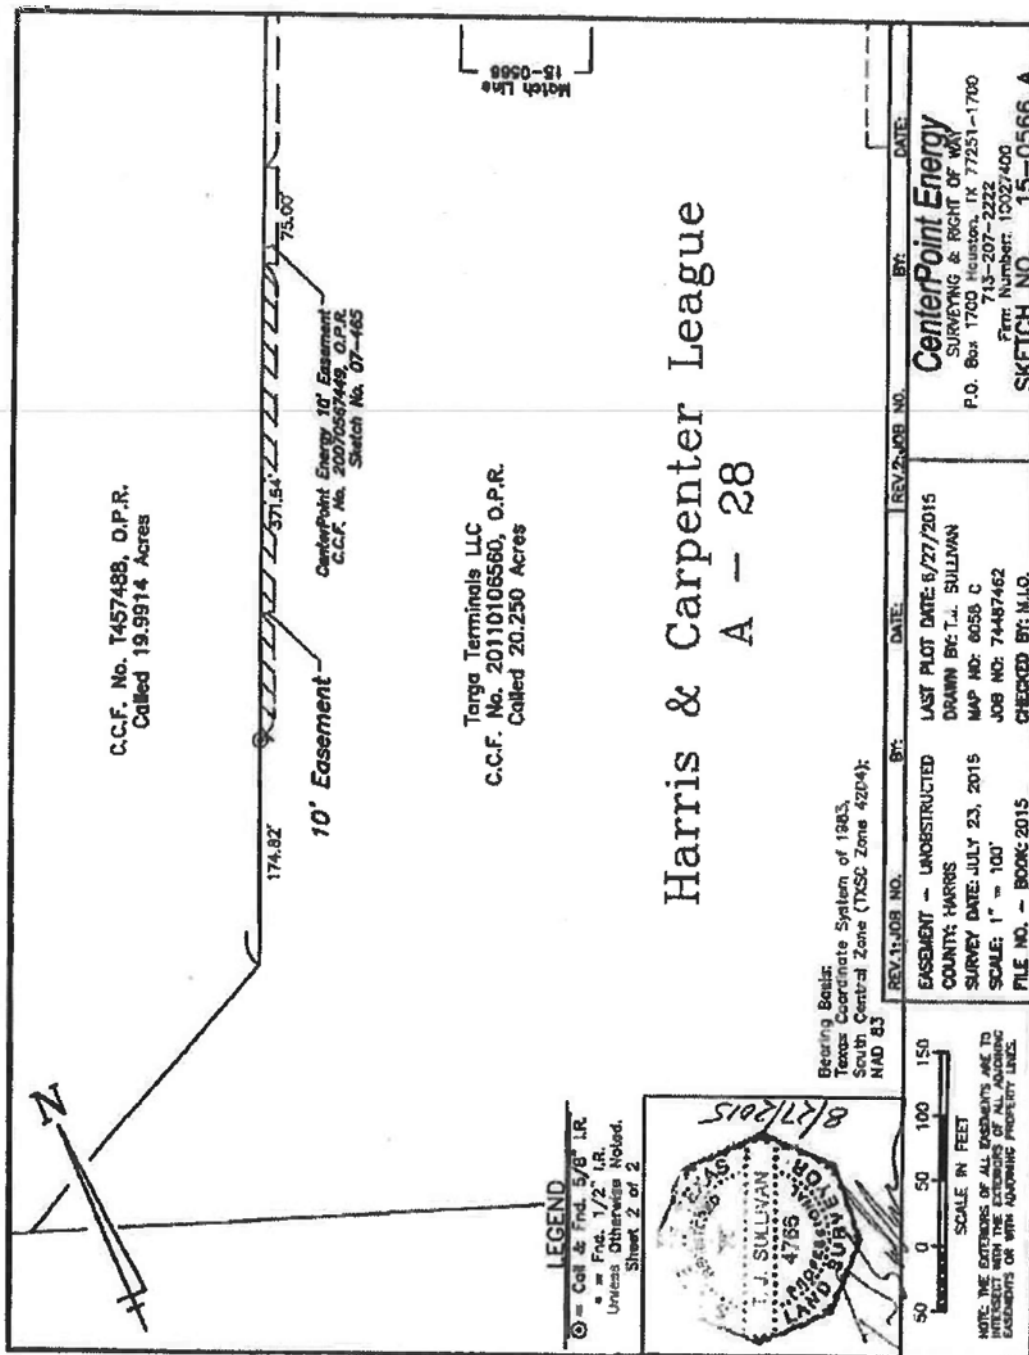 C.C.F. No. T457488, O.P.R.
Called 19.9914 Acres
174.82'
371.54'
75.00'
10' Easement
CenterPoint Energy 10' Easement
C.C.F. No. 20070567449, O.P.R.
Sketch No. 07-465
Match Line
15-0566
Targa Terminals LLC
C.C.F. No. 20110106560, O.P.R.
Called 20.250 Acres
Harris & Carpenter League
A - 28
N
LEGEND
= Call & Fnd. 5/8" I.R.
= Fnd. 1/2" I.R.
Unless Otherwise Noted.
Sheet 2 of 2
T. J. SULLIVAN
4765
PROFESSIONAL
LAND SURVEYOR
8/27/2015
Bearing Basis:
Texas Coordinate System of 1983,
South Central Zone (TXSC Zone 4204):
NAD 83
50 0 50 100 150
SCALE IN FEET
NOTE: THE EXTERIORS OF ALL EASEMENTS ARE TO
INTERSECT WITH THE EXTERIORS OF ALL ADJOINING
EASEMENTS OR WITH ADJOINING PROPERTY LINES.
REV.1: JOB NO. BY: DATE: REV.2: JOB NO. BY: DATE:
EASEMENT - UNOBSTRUCTED
COUNTY: HARRIS
SURVEY DATE: JULY 23, 2015
SCALE: 1" = 100'
FILE NO. - BOOK: 2015
LAST PLOT DATE: 8/27/2015
DRAWN BY: T.J. SULLIVAN
MAP NO: 6058 C
JOB NO: 74487462
CHECKED BY: M.I.O.
CenterPoint Energy
SURVEYING & RIGHT OF WAY
P.O. Box 1700 Houston, TX 77251-1700
713-207-2222
Firm Number: 10027400
SKETCH NO. 15-0566 A